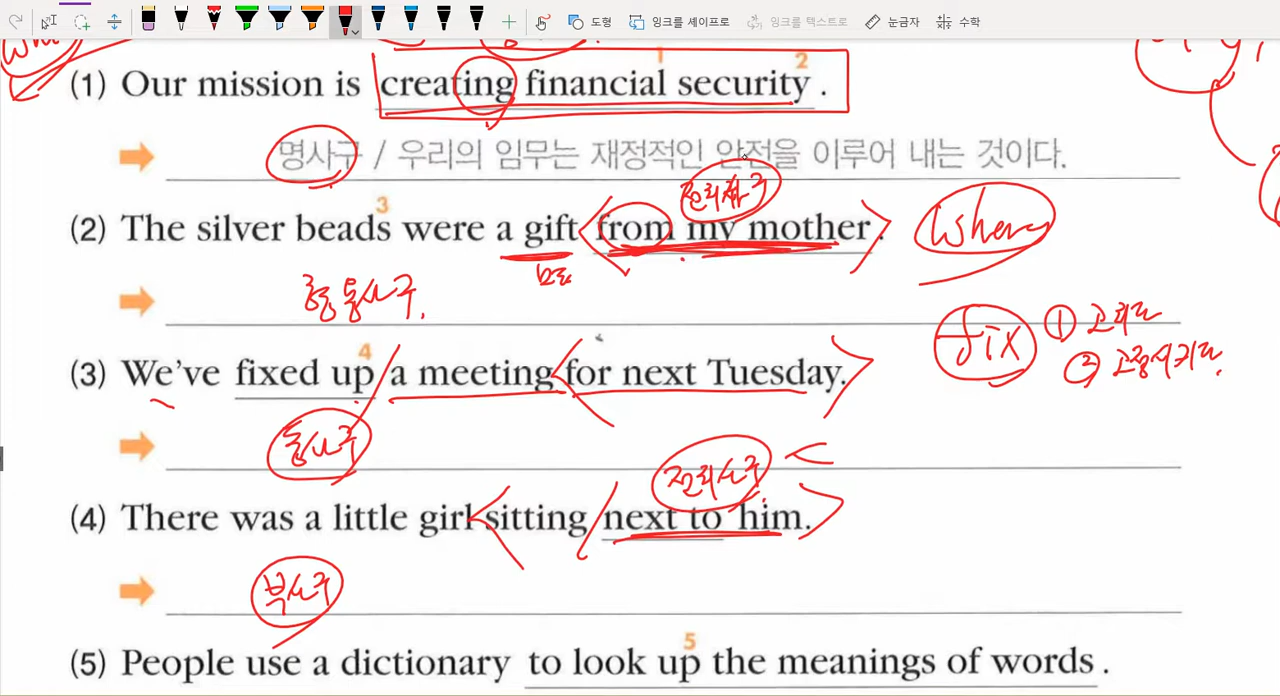 도형 잉크를 셰이프로 잉크를 텍스트로 눈금자 수학
1 2
(1) Our mission is creating financial security .
명사구 / 우리의 임무는 재정적인 안전을 이루어 내는 것이다.
전치사구
3
(2) The silver beads were a gift from my mother.
형용사구.
fix ① 고치다
② 고정시키다.
4
(3) We've fixed up a meeting for next Tuesday.
동사구
전치사구
(4) There was a little girl sitting next to him.
부사구
5
(5) People use a dictionary to look up the meanings of words .